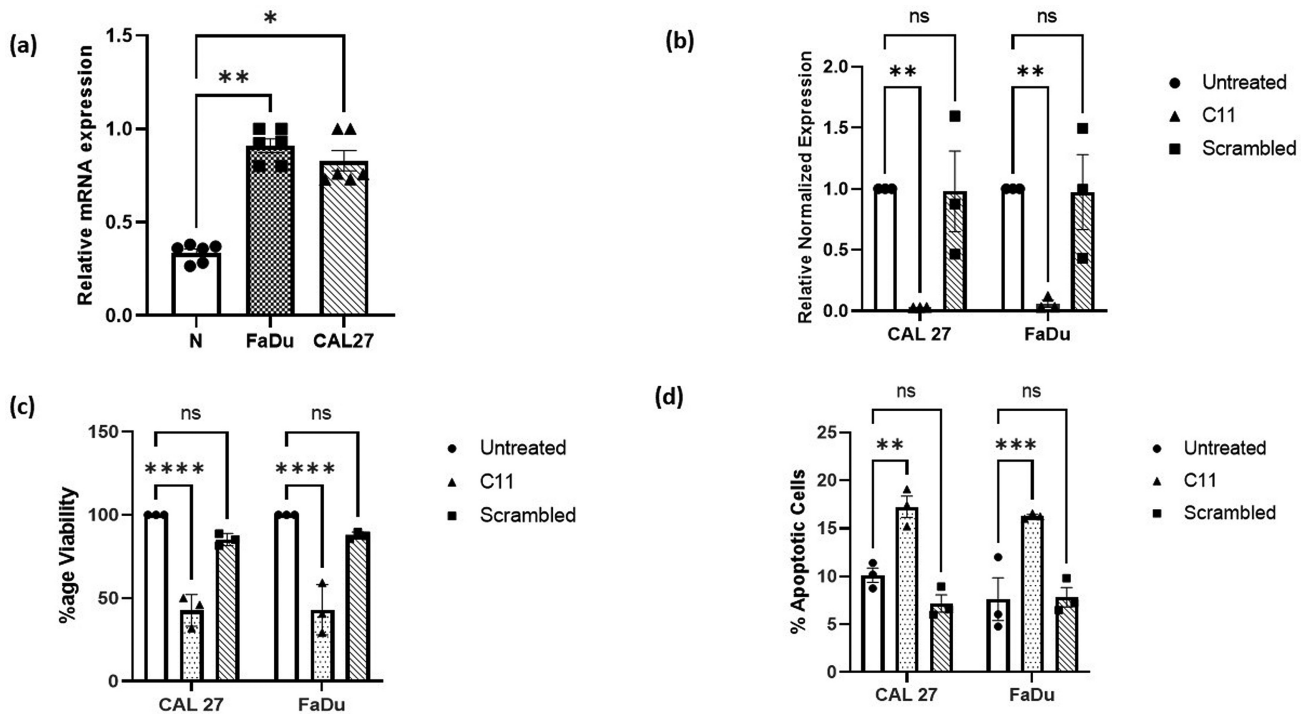 (a)
Relative mRNA expression
1.5
1.0
0.5
0.0
*
**
N FaDu CAL27
(b)
Relative Normalized Expression
2.0
1.5
1.0
0.5
0.0
ns ns
** **
CAL 27 FaDu
Untreated
C11
Scrambled
(c)
%age Viability
150
100
50
0
ns ns
**** ****
CAL 27 FaDu
Untreated
C11
Scrambled
(d)
% Apoptotic Cells
25
20
15
10
5
0
ns ns
** ***
CAL 27 FaDu
Untreated
C11
Scrambled